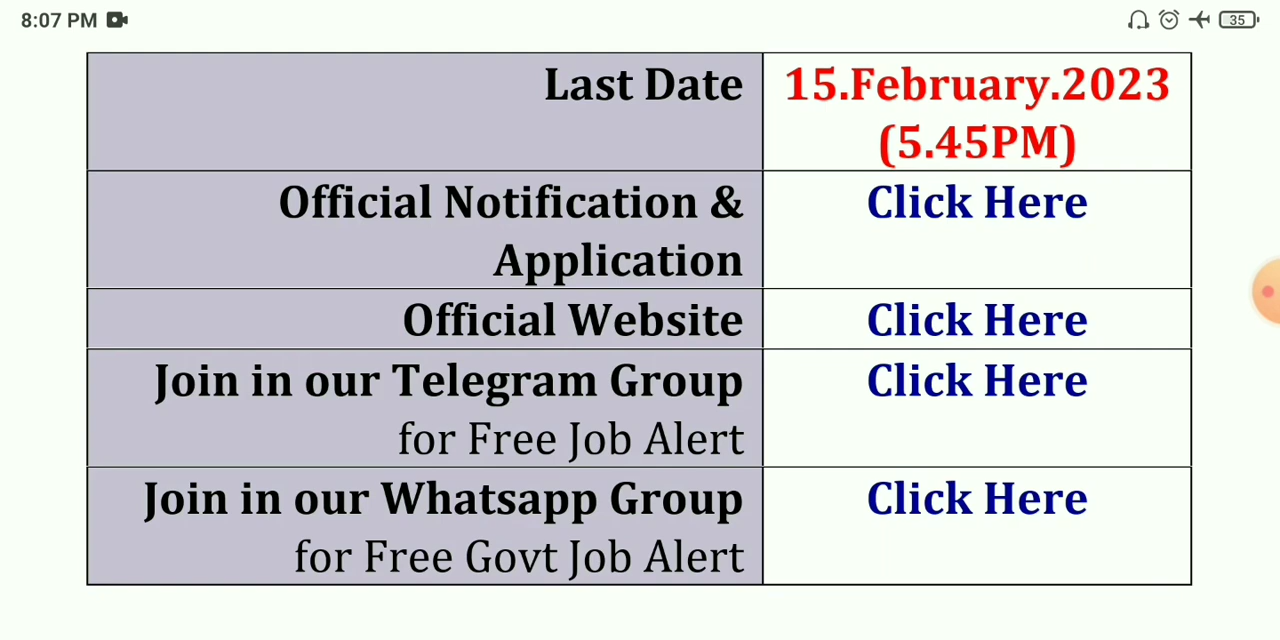 8:07 PM
35
Last Date 15.February.2023
(5.45PM)
Official Notification & Click Here
Application
Official Website Click Here
Join in our Telegram Group Click Here
for Free Job Alert
Join in our Whatsapp Group Click Here
for Free Govt Job Alert